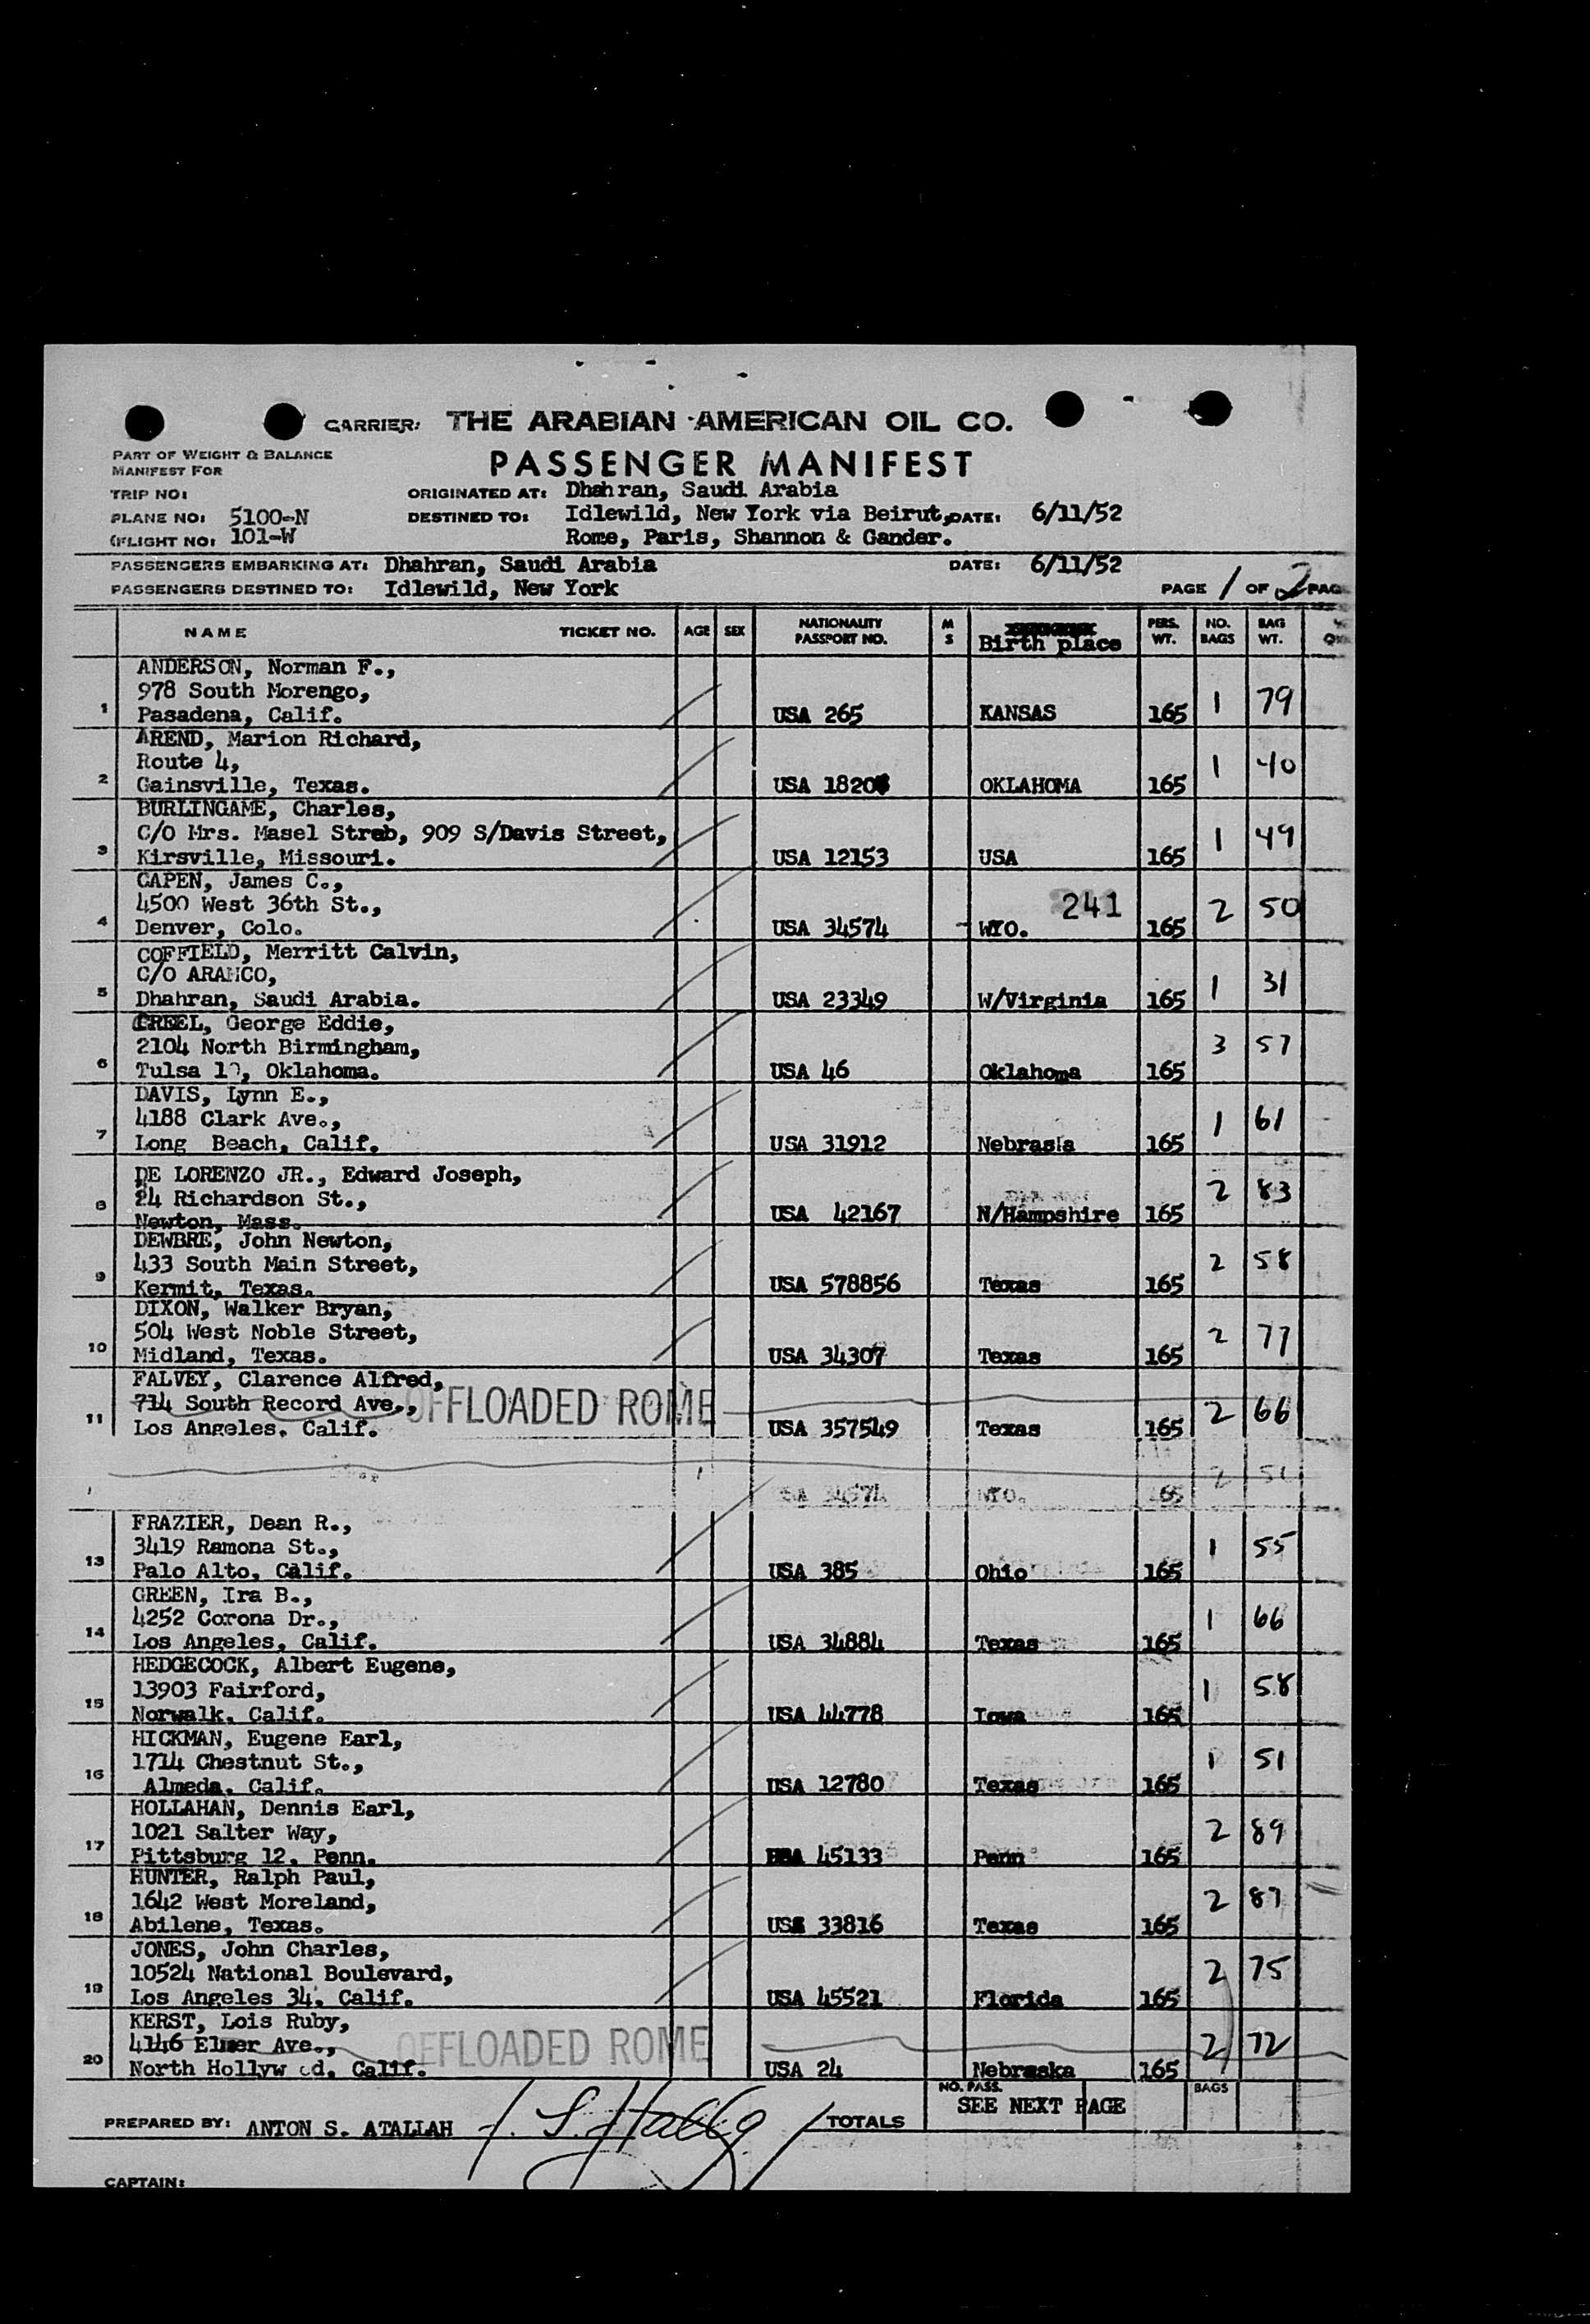 CARRIER: THE ARABIAN AMERICAN OIL CO.
PART OF WEIGHT & BALANCE
MANIFEST FOR
PASSENGER MANIFEST
TRIP NO:
ORIGINATED AT: Dhahran, Saudi Arabia
PLANE NO: 5100-N
DESTINED TO: Idlewild, New York via Beirut, DATE: 6/11/52
FLIGHT NO: 101-W
Rome, Paris, Shannon & Gander.
PASSENGERS EMBARKING AT: Dhahran, Saudi Arabia DATE: 6/11/52
PASSENGERS DESTINED TO: Idlewild, New York PAGE 1 OF 2 PAG
NAME TICKET NO. AGE SEX NATIONALITY PASSPORT NO. M S Birth place PERS. WT. NO. BAGS BAG WT.
ANDERSON, Norman F.,
978 South Morengo,
1 Pasadena, Calif. USA 265 KANSAS 165 1 79
AREND, Marion Richard,
Route 4,
2 Gainsville, Texas. USA 1820 OKLAHOMA 165 1 40
BURLINGAME, Charles,
C/O Mrs. Masel Streb, 909 S/Davis Street,
3 Kirsville, Missouri. USA 12153 USA 165 1 49
CAPEN, James C.,
4500 West 36th St., 241
4 Denver, Colo. USA 34574 WYO. 165 2 50
COFFIELD, Merritt Calvin,
C/O ARAMCO,
5 Dhahran, Saudi Arabia. USA 23349 W/Virginia 165 1 31
CREEL, George Eddie,
2104 North Birmingham,
6 Tulsa 10, Oklahoma. USA 46 Oklahoma 165 3 57
DAVIS, Lynn E.,
4188 Clark Ave.,
7 Long Beach, Calif. USA 31912 Nebraska 165 1 61
DE LORENZO JR., Edward Joseph,
24 Richardson St.,
8 Newton, Mass. USA 42167 N/Hampshire 165 2 83
DEWBRE, John Newton,
433 South Main Street,
9 Kermit, Texas. USA 578856 Texas 165 2 58
DIXON, Walker Bryan,
504 West Noble Street,
10 Midland, Texas. USA 34307 Texas 165 2 77
FALVEY, Clarence Alfred,
714 South Record Ave., OFFLOADED ROME
11 Los Angeles, Calif. USA 357549 Texas 165 2 66
FRAZIER, Dean R.,
3419 Ramona St.,
13 Palo Alto, Calif. USA 385 Ohio 165 1 55
GREEN, Ira B.,
4252 Corona Dr.,
14 Los Angeles, Calif. USA 34884 Texas 165 1 66
HEDGECOCK, Albert Eugene,
13903 Fairford,
15 Norwalk, Calif. USA 44778 Iowa 165 1 58
HICKMAN, Eugene Earl,
1714 Chestnut St.,
16 Almeda, Calif. USA 12780 Texas 165 1 51
HOLLAHAN, Dennis Earl,
1021 Salter Way,
17 Pittsburg 12, Penn. USA 45133 Penn 165 2 89
HUNTER, Ralph Paul,
1642 West Moreland,
18 Abilene, Texas. USA 33816 Texas 165 2 87
JONES, John Charles,
10524 National Boulevard,
19 Los Angeles 34, Calif. USA 45521 Florida 165 2 75
KERST, Lois Ruby,
4146 Elmer Ave., OFFLOADED ROME
20 North Hollyw od, Calif. USA 24 Nebraska 165 2 72
NO. PASS. BAGS
SEE NEXT PAGE
PREPARED BY: ANTON S. ATALLAH TOTALS
CAPTAIN: